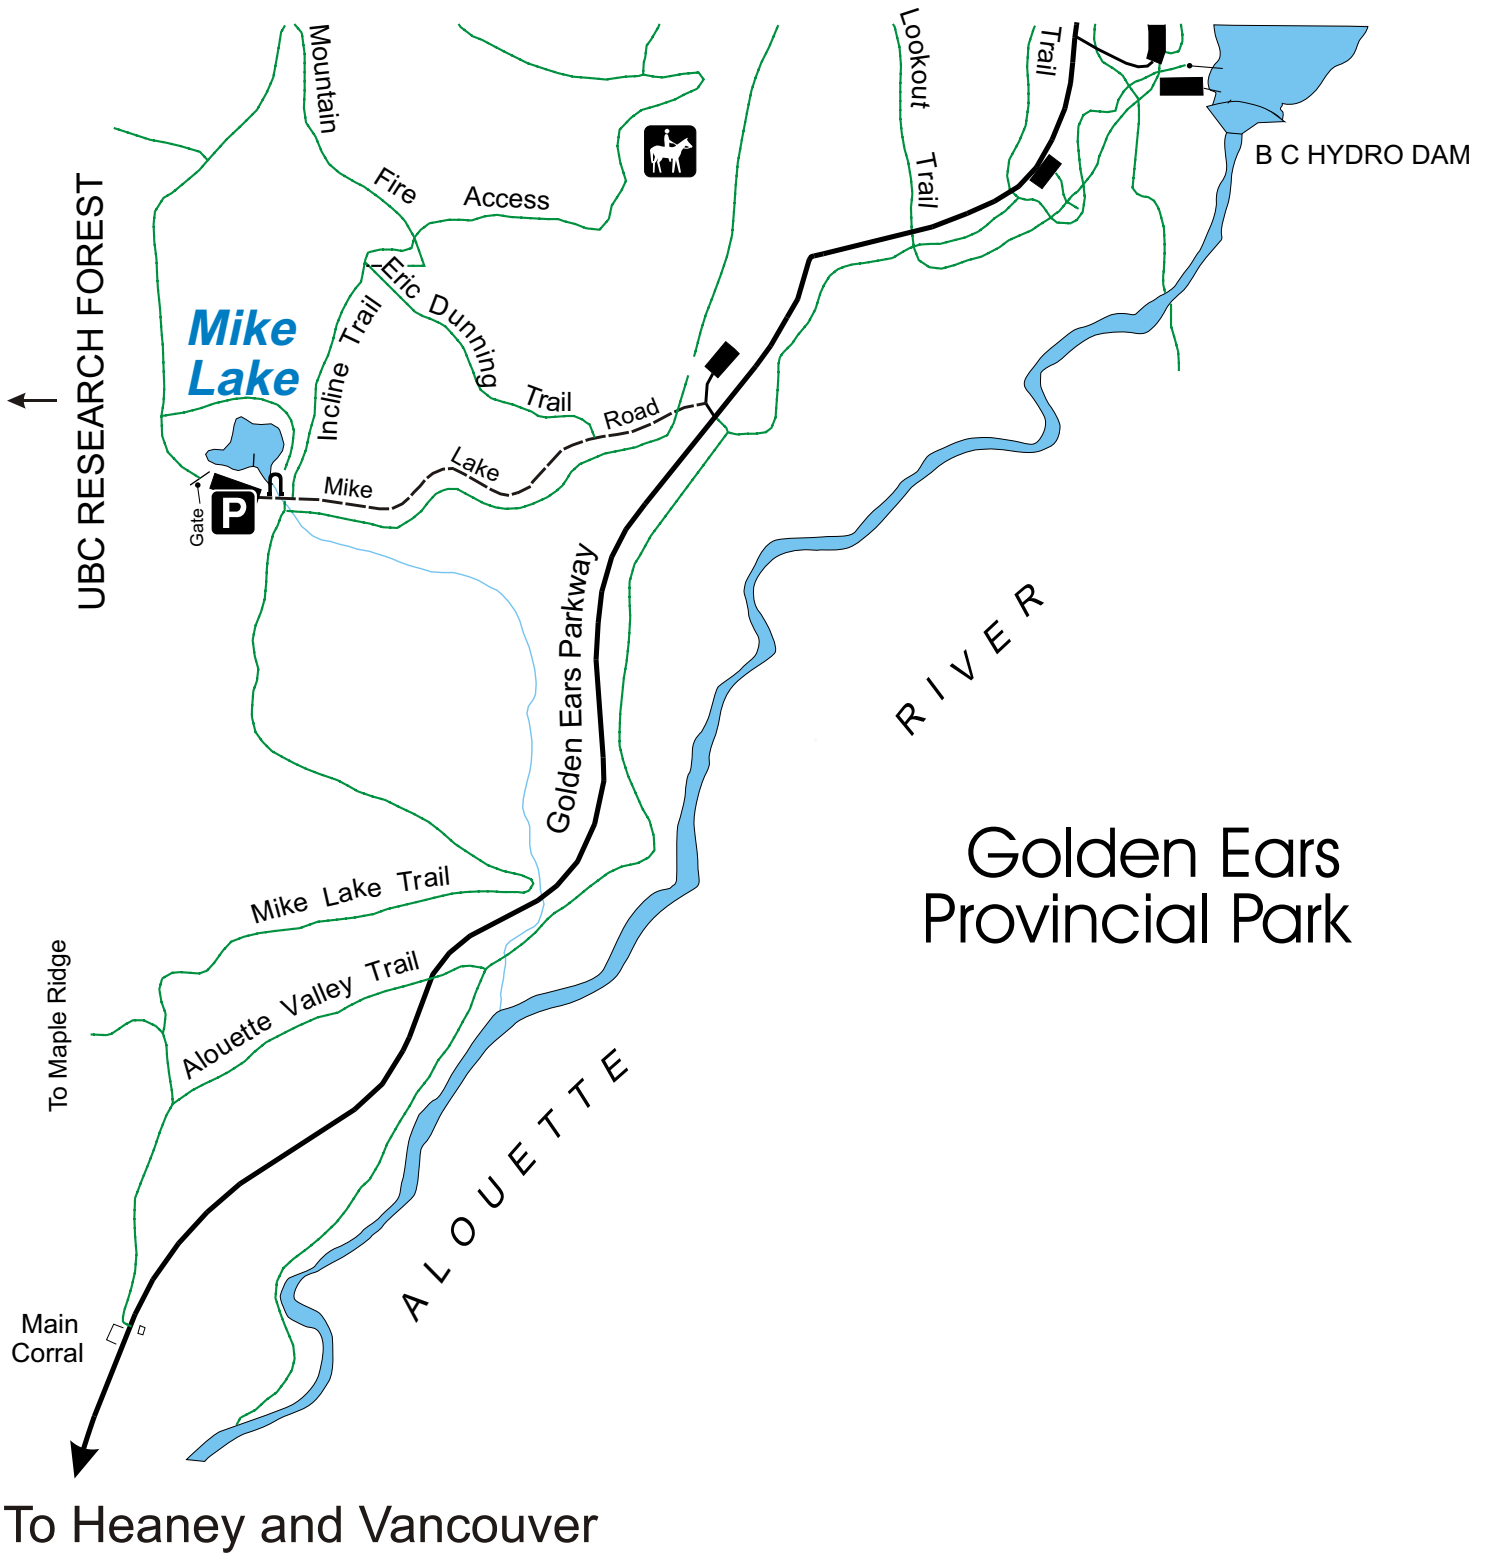 Mountain
Fire
Access
Lookout
Trail
Trail
B C HYDRO DAM
UBC RESEARCH FOREST
Mike
Lake
Incline Trail
Eric Dunning
Trail
Mike Lake Road
Gate
P
Golden Ears Parkway
ALOUETTE RIVER
Golden Ears
Provincial Park
Mike Lake Trail
Alouette Valley Trail
To Maple Ridge
Main
Corral
To Heaney and Vancouver